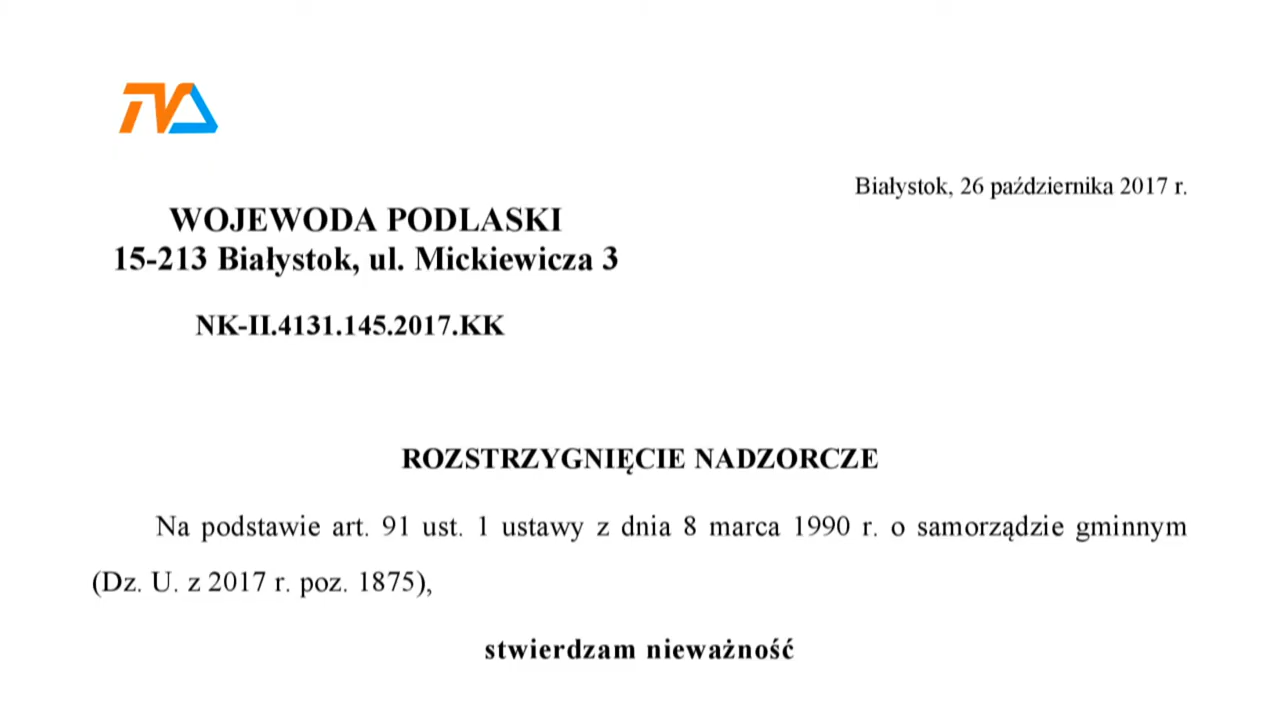 TVA
Białystok, 26 października 2017 r.
WOJEWODA PODLASKI
15-213 Białystok, ul. Mickiewicza 3
NK-II.4131.145.2017.KK
ROZSTRZYGNIĘCIE NADZORCZE
Na podstawie art. 91 ust. 1 ustawy z dnia 8 marca 1990 r. o samorządzie gminnym
(Dz. U. z 2017 r. poz. 1875),
stwierdzam nieważność